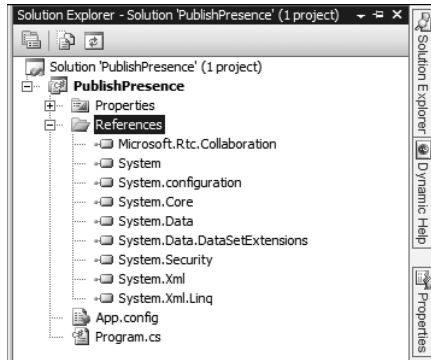 Solution Explorer - Solution 'PublishPresence' (1 project)
Solution 'PublishPresence' (1 project)
PublishPresence
Properties
References
Microsoft.Rtc.Collaboration
System
System.configuration
System.Core
System.Data
System.Data.DataSetExtensions
System.Security
System.Xml
System.Xml.Linq
App.config
Program.cs
Solution Explorer
Dynamic Help
Properties